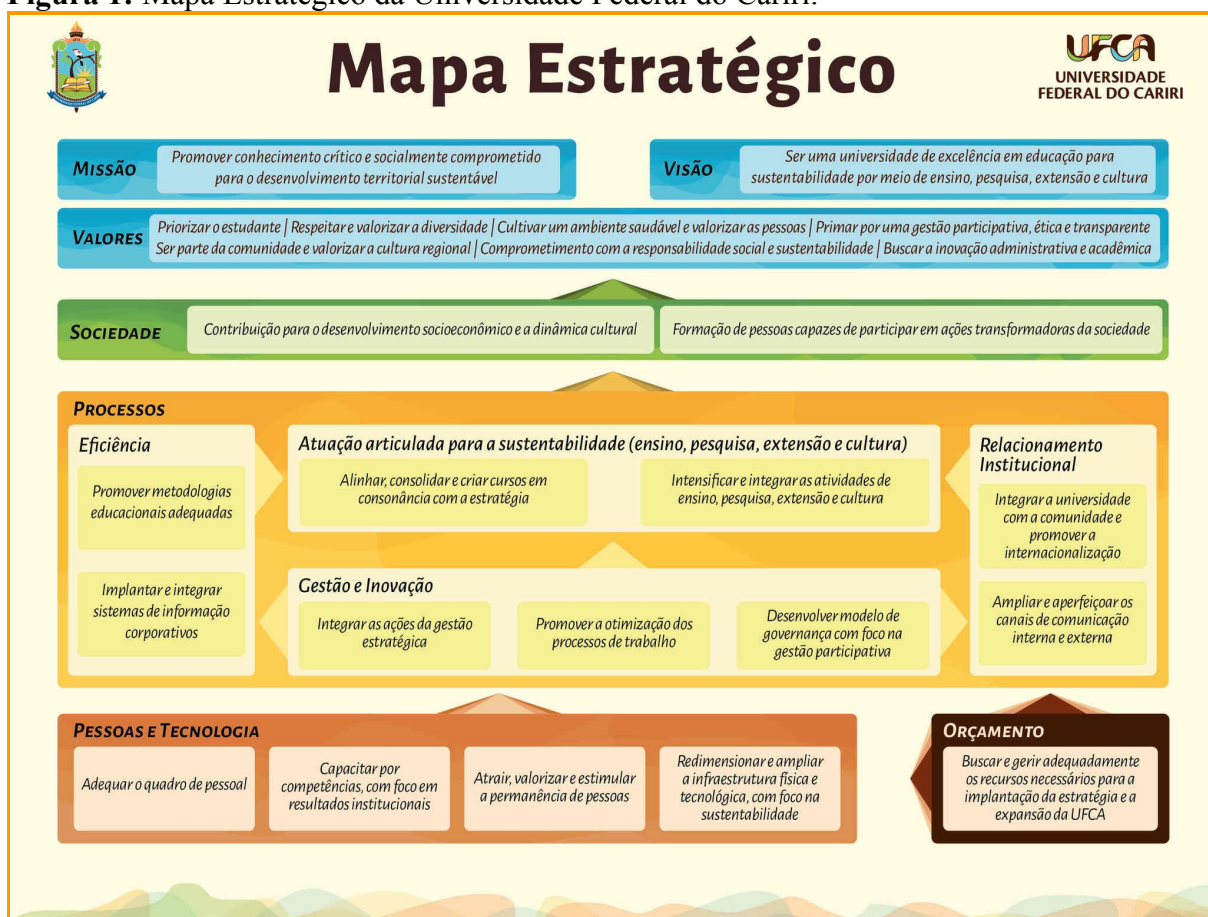 Figura 1: Mapa Estratégico da Universidade Federal do Cariri.
Mapa Estratégico
UFCA
UNIVERSIDADE
FEDERAL DO CARIRI
MISSÃO
Promover conhecimento crítico e socialmente comprometido
para o desenvolvimento territorial sustentável
VISÃO
Ser uma universidade de excelência em educação para
sustentabilidade por meio de ensino, pesquisa, extensão e cultura
VALORES
Priorizar o estudante | Respeitar e valorizar a diversidade | Cultivar um ambiente saudável e valorizar as pessoas | Primar por uma gestão participativa, ética e transparente
Ser parte da comunidade e valorizar a cultura regional | Comprometimento com a responsabilidade social e sustentabilidade | Buscar a inovação administrativa e acadêmica
SOCIEDADE
Contribuição para o desenvolvimento socioeconômico e a dinâmica cultural
Formação de pessoas capazes de participar em ações transformadoras da sociedade
PROCESSOS
Eficiência
Promover metodologias
educacionais adequadas
Implantar e integrar
sistemas de informação
corporativos
Atuação articulada para a sustentabilidade (ensino, pesquisa, extensão e cultura)
Alinhar, consolidar e criar cursos em
consonância com a estratégia
Intensificar e integrar as atividades de
ensino, pesquisa, extensão e cultura
Gestão e Inovação
Integrar as ações da gestão
estratégica
Promover a otimização dos
processos de trabalho
Desenvolver modelo de
governança com foco na
gestão participativa
Relacionamento
Institucional
Integrar a universidade
com a comunidade e
promover a
internacionalização
Ampliar e aperfeiçoar os
canais de comunicação
interna e externa
PESSOAS E TECNOLOGIA
Adequar o quadro de pessoal
Capacitar por
competências, com foco em
resultados institucionais
Atrair, valorizar e estimular
a permanência de pessoas
Redimensionar e ampliar
a infraestrutura física e
tecnológica, com foco na
sustentabilidade
ORÇAMENTO
Buscar e gerir adequadamente
os recursos necessários para a
implantação da estratégia e a
expansão da UFCA